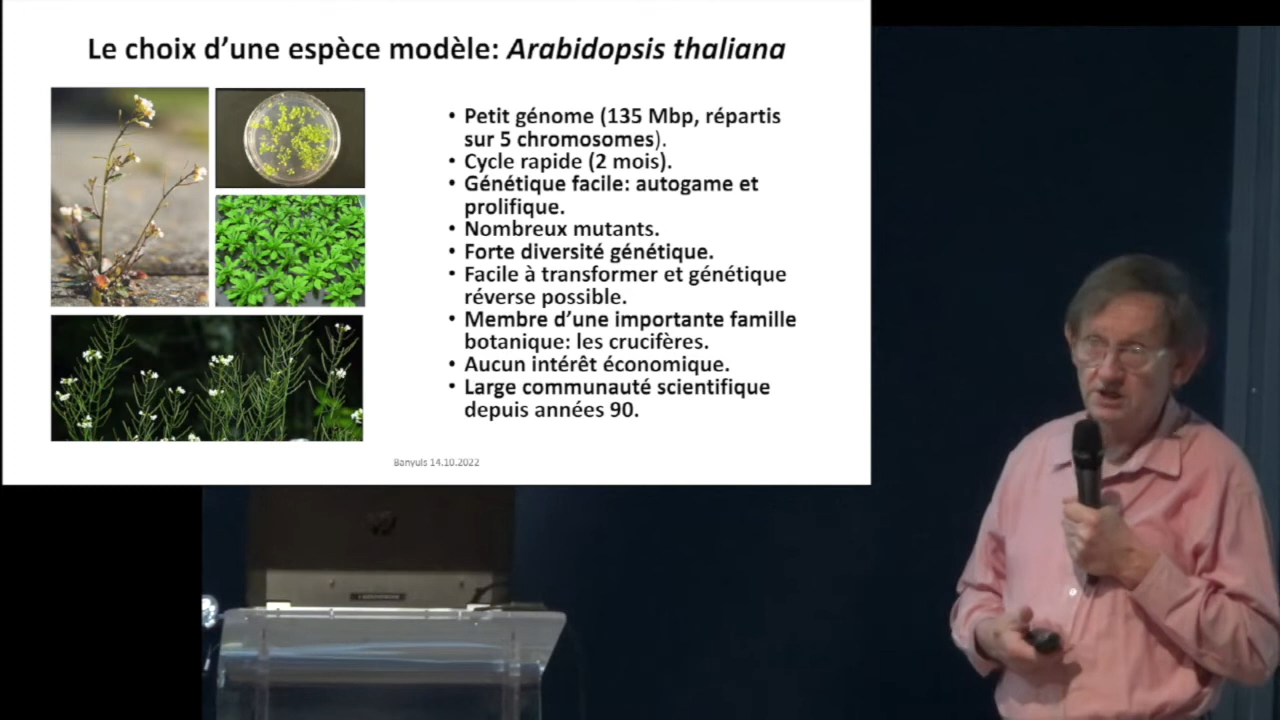 Le choix d’une espèce modèle: Arabidopsis thaliana
• Petit génome (135 Mbp, répartis
sur 5 chromosomes).
• Cycle rapide (2 mois).
• Génétique facile: autogame et
prolifique.
• Nombreux mutants.
• Forte diversité génétique.
• Facile à transformer et génétique
réverse possible.
• Membre d’une importante famille
botanique: les crucifères.
• Aucun intérêt économique.
• Large communauté scientifique
depuis années 90.
Banyuls 14.10.2022